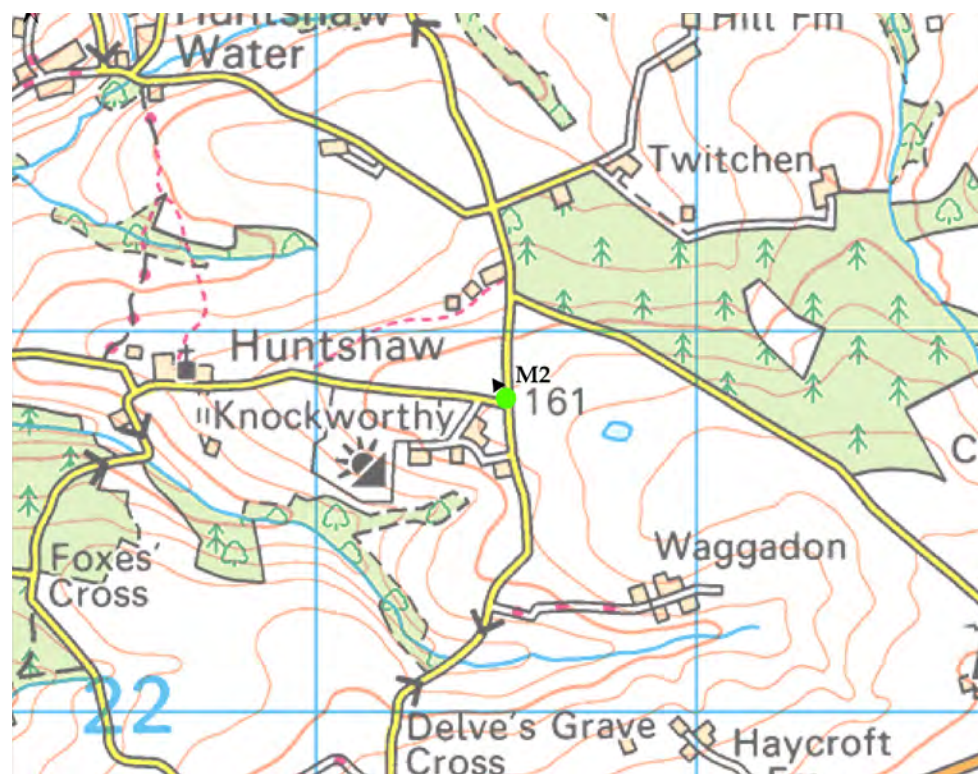 Huntshaw
Water
Hill Fm
Twitchen
Huntshaw
M2
161
Knockworthy
Foxes'
Cross
Waggadon
22
Delve's Grave
Cross
Haycroft